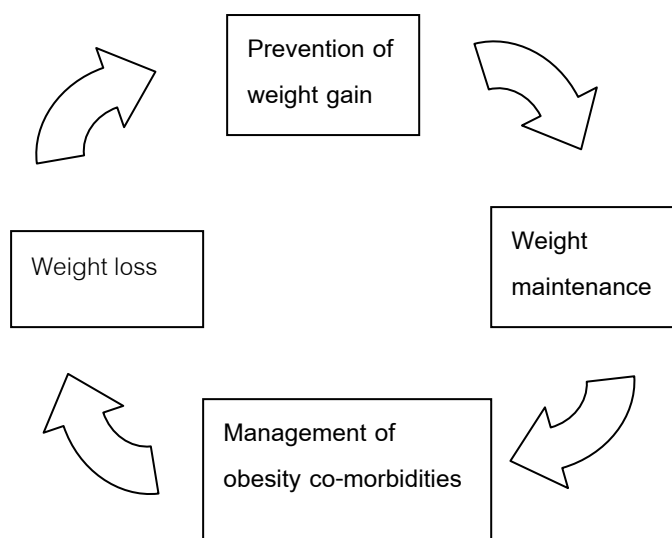 Prevention of
weight gain
Weight loss
Weight
maintenance
Management of
obesity co-morbidities